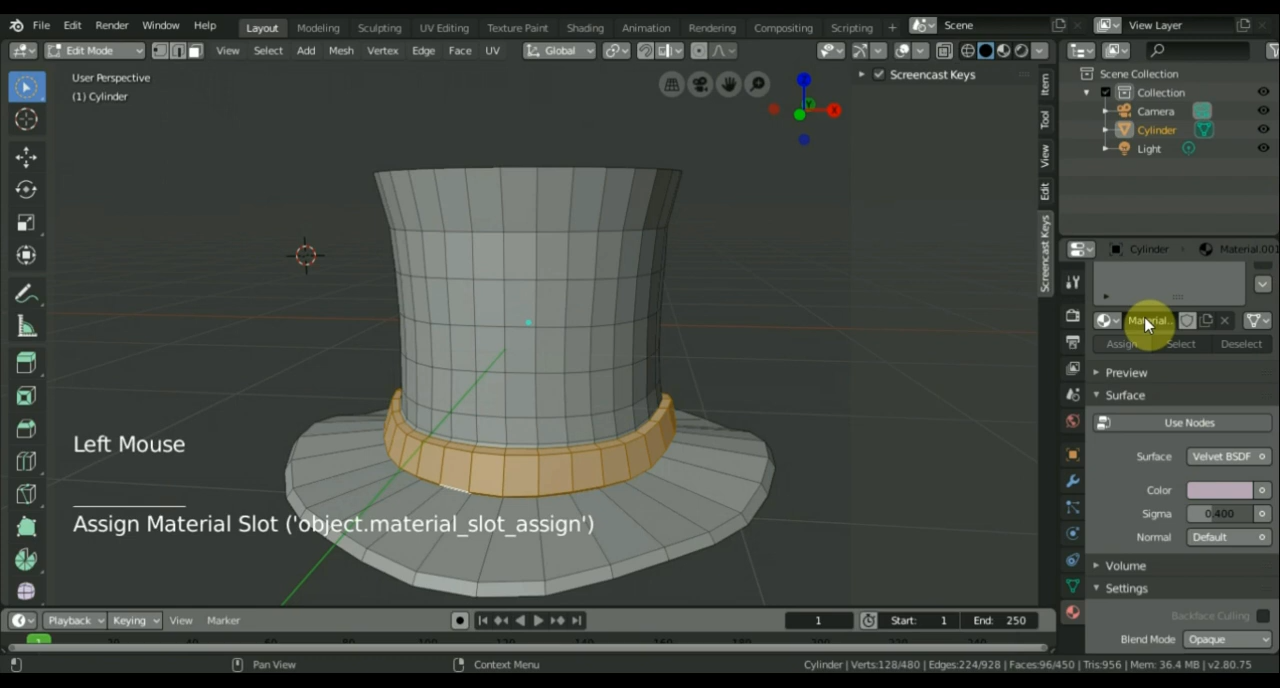 File Edit Render Window Help Layout Modeling Sculpting UV Editing Texture Paint Shading Animation Rendering Compositing Scripting + Scene View Layer
Edit Mode View Select Add Mesh Vertex Edge Face UV Global
User Perspective
(1) Cylinder
Screencast Keys
Item
Tool
View
Edit
Screencast Keys
X
Y
Left Mouse
Assign Material Slot ('object.material_slot_assign')
Scene Collection
Collection
Camera
Cylinder
Light
Cylinder Material.001
Material..
Assign Select Deselect
Preview
Surface
Use Nodes
Surface Velvet BSDF
Color
Sigma 0.400
Normal Default
Volume
Settings
Backface Culling
Blend Mode Opaque
Playback Keying View Marker 1 Start: 1 End: 250
Pan View Context Menu Cylinder | Verts:128/480 | Edges:224/928 | Faces:96/450 | Tris:956 | Mem: 36.4 MB | v2.80.75